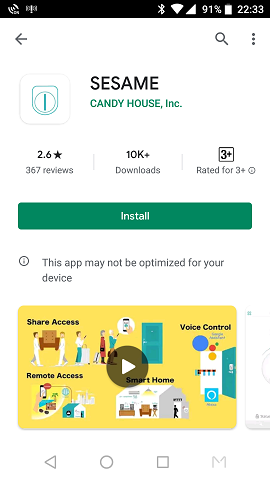 91% 22:33
SESAME
CANDY HOUSE, Inc.
2.6★ 10K+ 3+
367 reviews Downloads Rated for 3+
Install
This app may not be optimized for your
device
Share Access
Voice Control
Remote Access
Smart Home